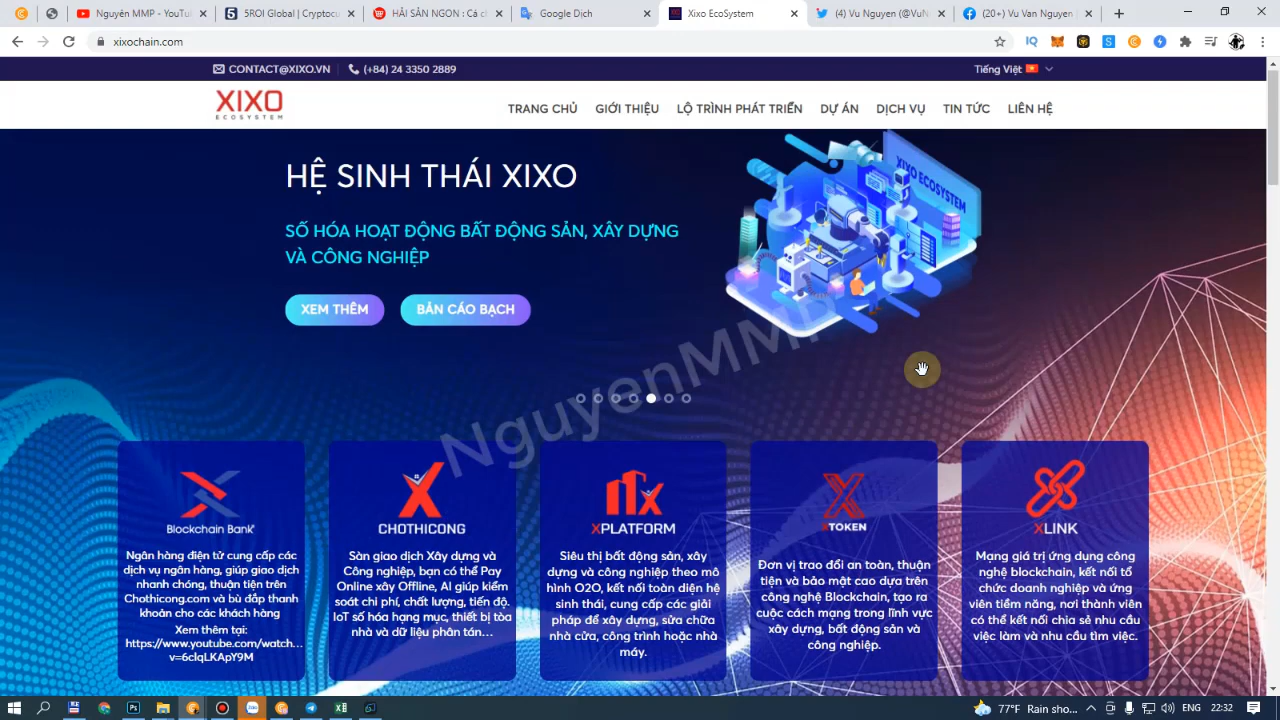 Nguyên MMP - YouTu
5ROI Global | Cryptocu
HẢI SẢN NGON : Cá c
Google Dịch
Xixo EcoSystem
(4) Vu Nguyen (@VuN
(20+) Vu Van Nguyen
xixochain.com
CONTACT@XIXO.VN
(+84) 24 3350 2889
Tiếng Việt
XIXO
ECOSYSTEM
TRANG CHỦ
GIỚI THIỆU
LỘ TRÌNH PHÁT TRIỂN
DỰ ÁN
DỊCH VỤ
TIN TỨC
LIÊN HỆ
HỆ SINH THÁI XIXO
SỐ HÓA HOẠT ĐỘNG BẤT ĐỘNG SẢN, XÂY DỰNG
VÀ CÔNG NGHIỆP
XEM THÊM
BẢN CÁO BẠCH
XIXO ECOSYSTEM
NguyenMMP
Blockchain Bank
Ngân hàng điện tử cung cấp các
dịch vụ ngân hàng, giúp giao dịch
nhanh chóng, thuận tiện trên
Chothicong.com và bù đắp thanh
khoản cho các khách hàng
Xem thêm tại:
https://www.youtube.com/watch...
v=6clqLKApY9M
CHOTHICONG
Sàn giao dịch Xây dựng và
Công nghiệp, bạn có thể Pay
Online xây Offline, AI giúp kiểm
soát chi phí, chất lượng, tiến độ.
IoT số hóa hạng mục, thiết bị tòa
nhà và dữ liệu phân tán...
XPLATFORM
Siêu thị bất động sản, xây
dựng và công nghiệp theo mô
hình O2O, kết nối toàn diện hệ
sinh thái, cung cấp các giải
pháp để xây dựng, sửa chữa
nhà cửa, công trình hoặc nhà
máy.
XTOKEN
Đơn vị trao đổi an toàn, thuận
tiện và bảo mật cao dựa trên
công nghệ Blockchain, tạo ra
cuộc cách mạng trong lĩnh vực
xây dựng, bất động sản và
công nghiệp.
XLINK
Mạng giá trị ứng dụng công
nghệ blockchain, kết nối tổ
chức doanh nghiệp và ứng
viên tiềm năng, nơi thành viên
có thể kết nối chia sẻ nhu cầu
việc làm và nhu cầu tìm việc.
77°F Rain sho...
ENG
22:32